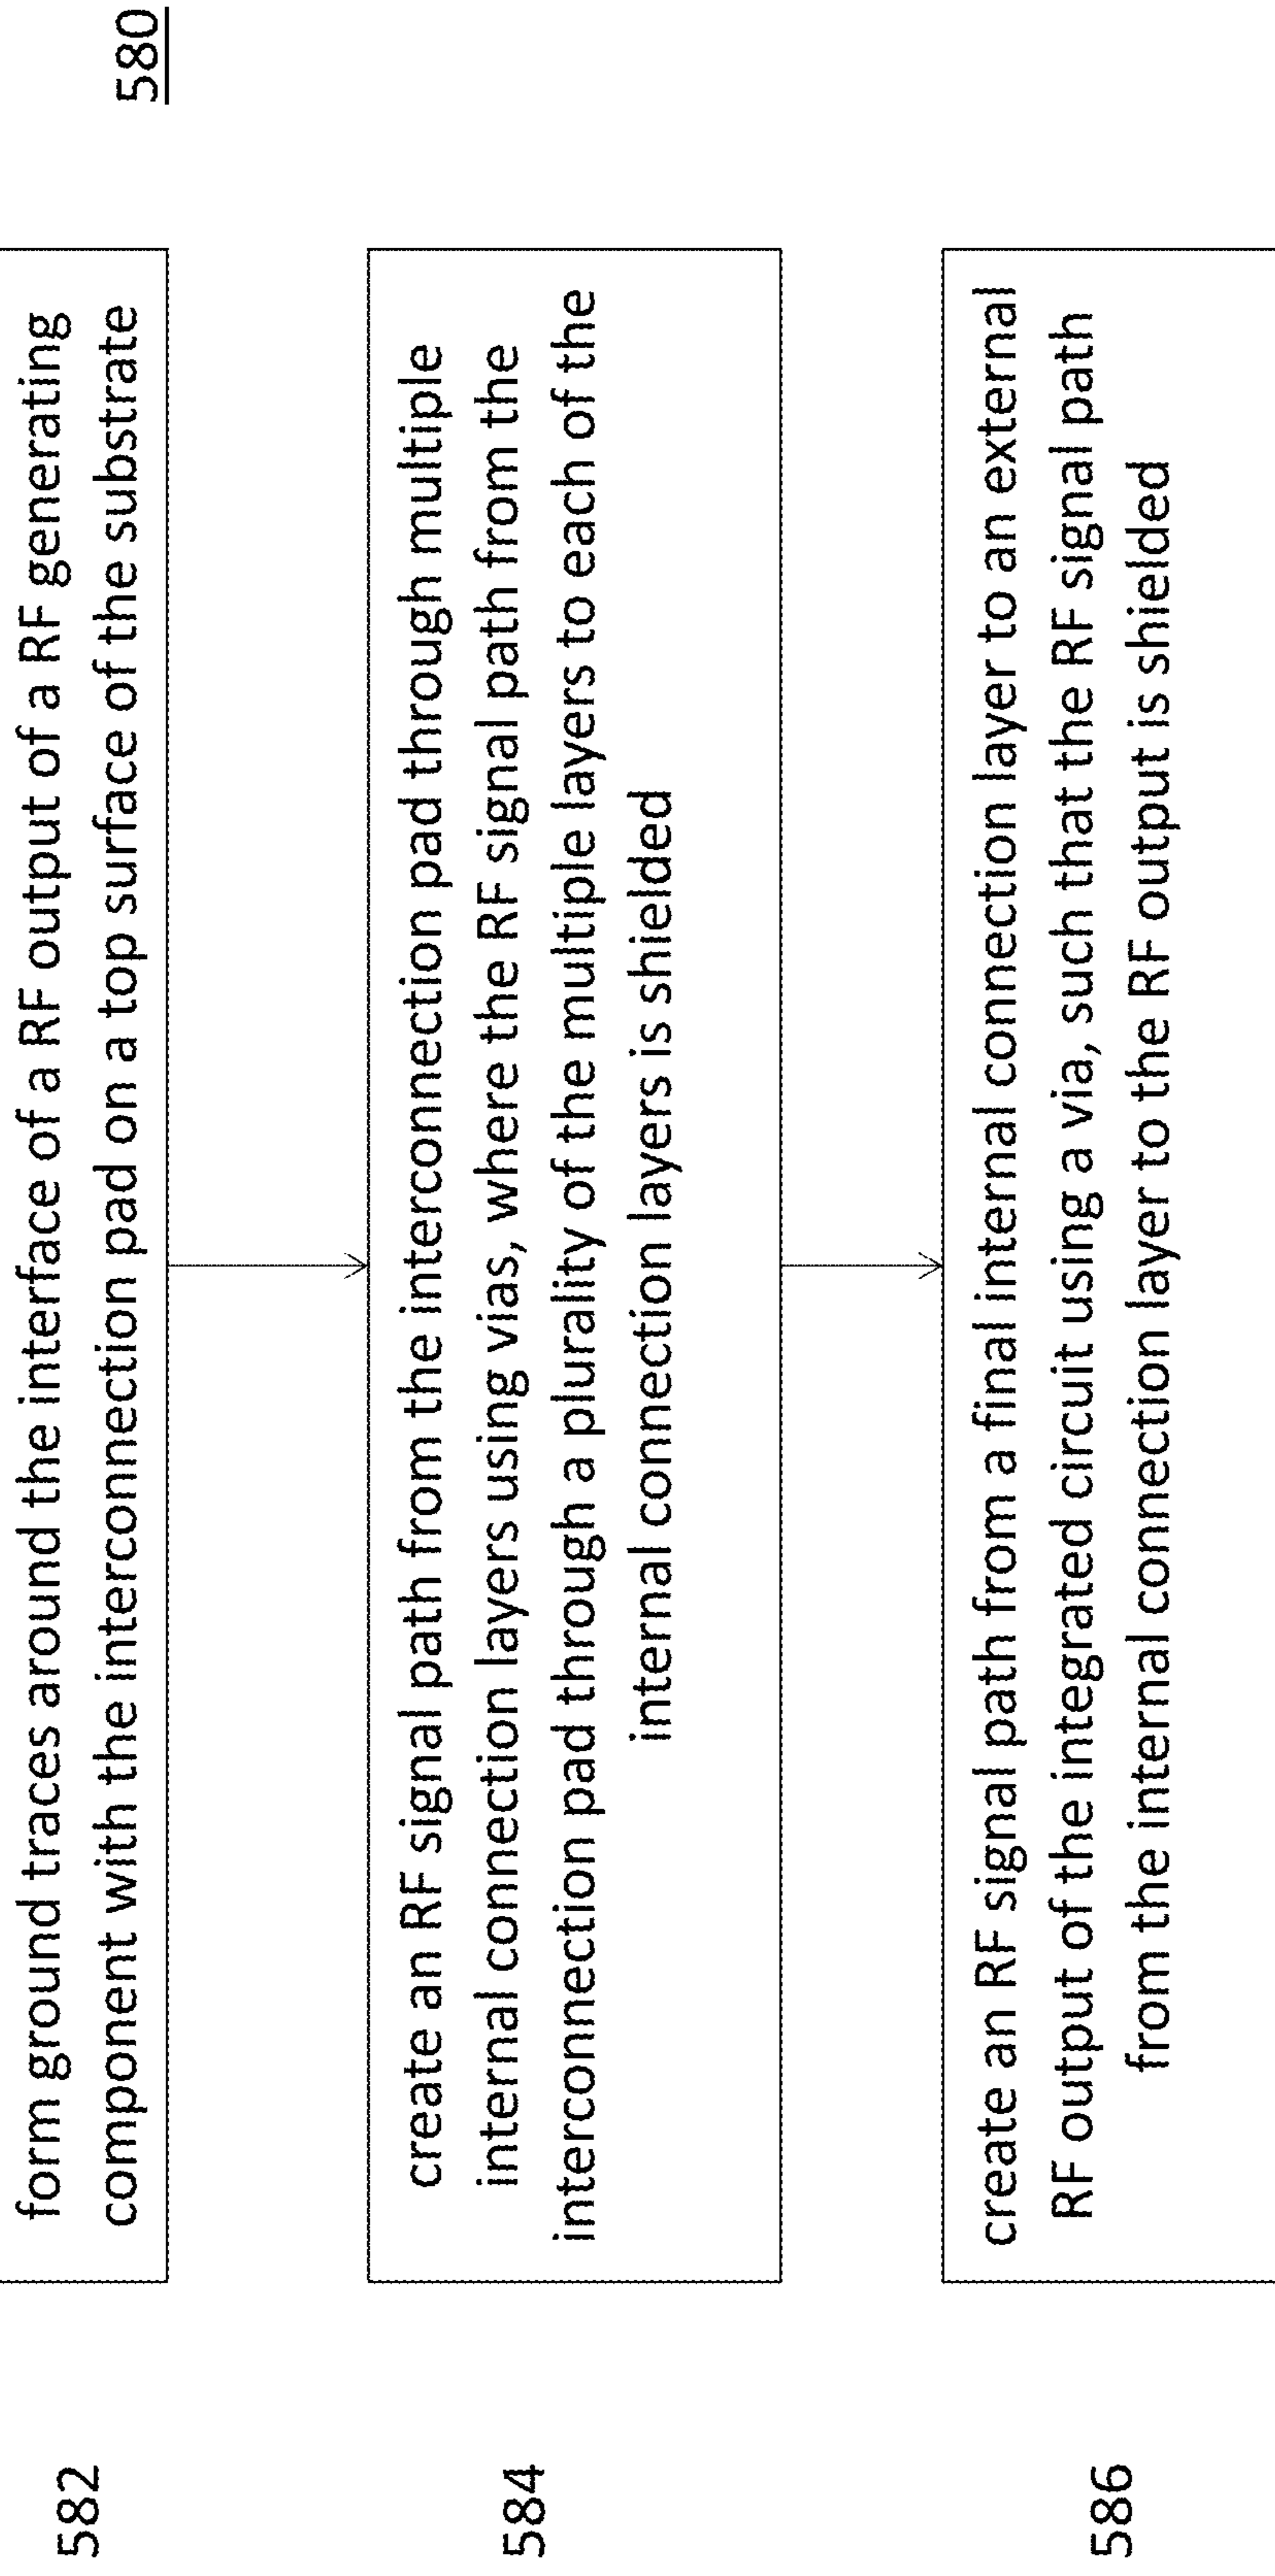 580
582
form ground traces around the interface of a RF output of a RF generating
component with the interconnection pad on a top surface of the substrate
584
create an RF signal path from the interconnection pad through multiple
internal connection layers using vias, where the RF signal path from the
interconnection pad through a plurality of the multiple layers to each of the
internal connection layers is shielded
586
create an RF signal path from a final internal connection layer to an external
RF output of the integrated circuit using a via, such that the RF signal path
from the internal connection layer to the RF output is shielded